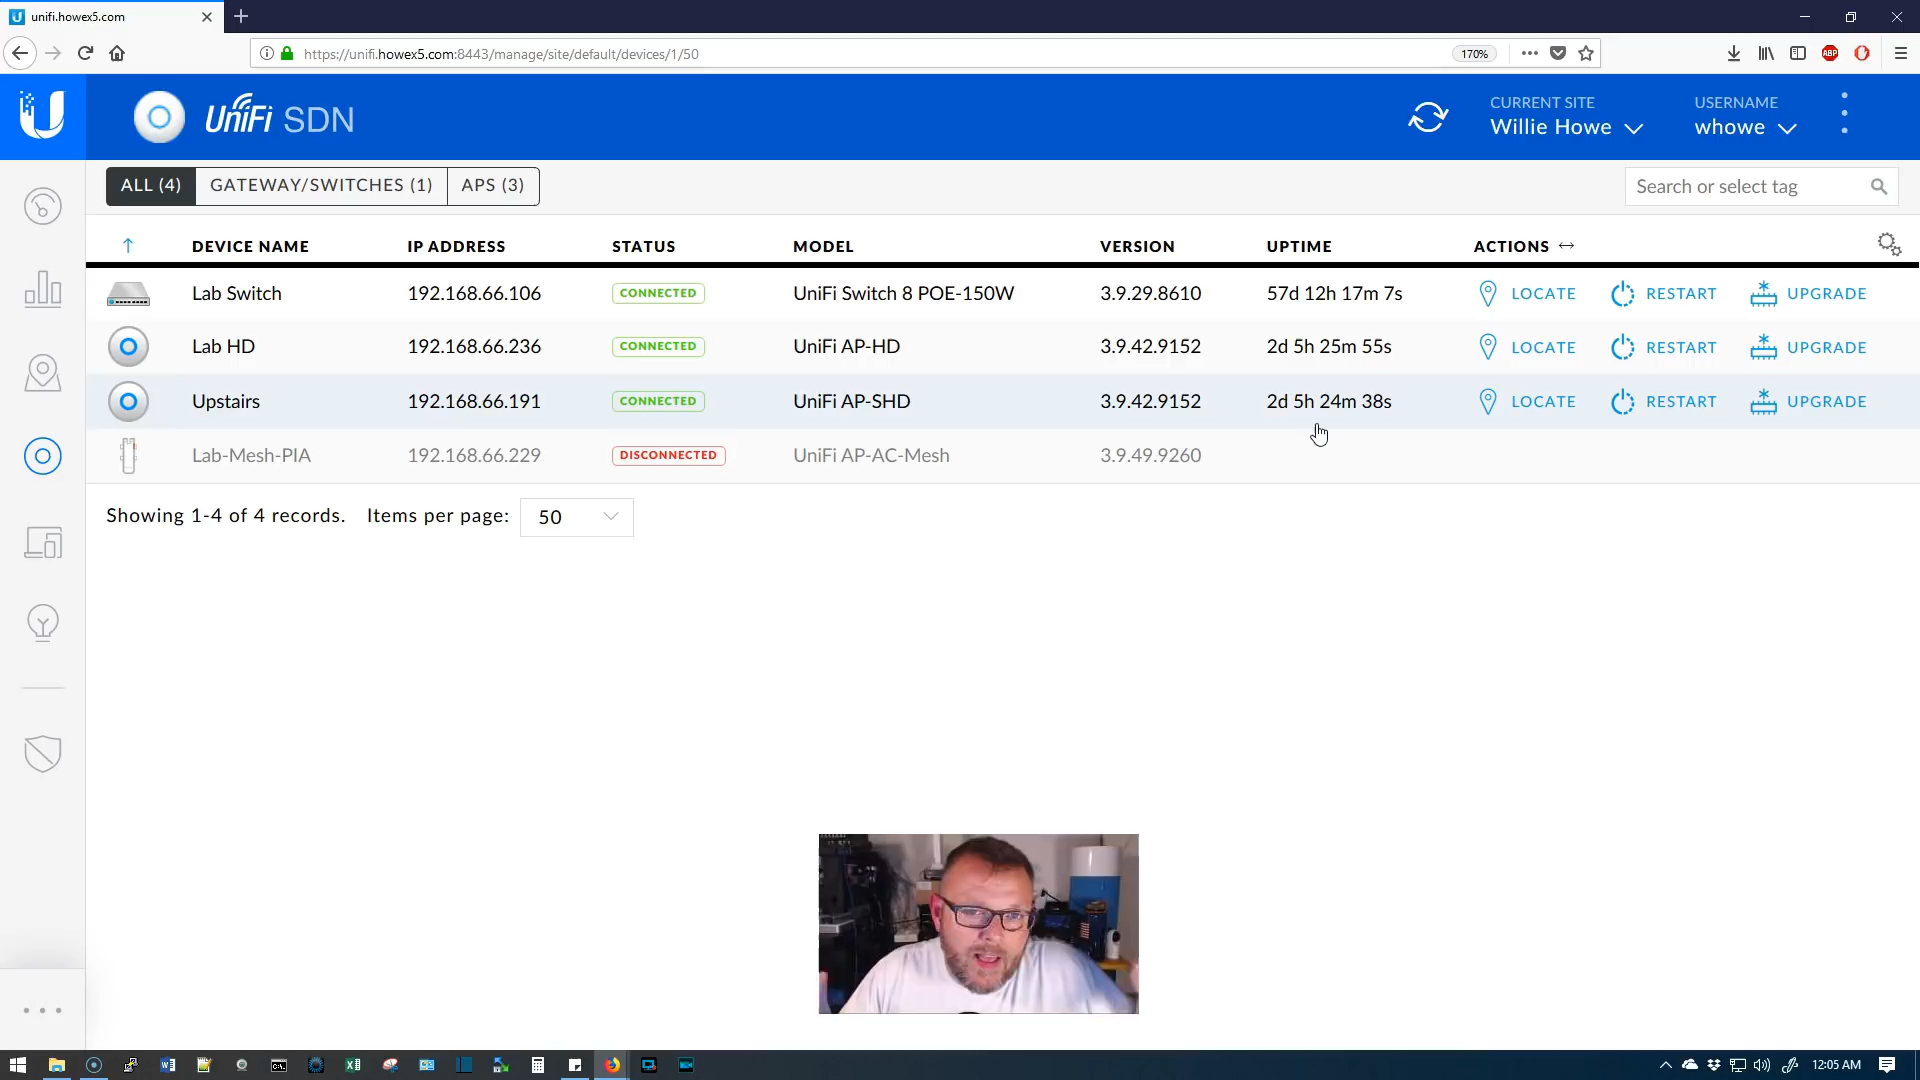 unifi.howex5.com
https://unifi.howex5.com:8443/manage/site/default/devices/1/50
170%
ABP
UniFi SDN
CURRENT SITE
Willie Howe
USERNAME
whowe
ALL (4)
GATEWAY/SWITCHES (1)
APS (3)
Search or select tag
DEVICE NAME IP ADDRESS STATUS MODEL VERSION UPTIME ACTIONS
Lab Switch 192.168.66.106 CONNECTED UniFi Switch 8 POE-150W 3.9.29.8610 57d 12h 17m 7s LOCATE RESTART UPGRADE
Lab HD 192.168.66.236 CONNECTED UniFi AP-HD 3.9.42.9152 2d 5h 25m 55s LOCATE RESTART UPGRADE
Upstairs 192.168.66.191 CONNECTED UniFi AP-SHD 3.9.42.9152 2d 5h 24m 38s LOCATE RESTART UPGRADE
Lab-Mesh-PIA 192.168.66.229 DISCONNECTED UniFi AP-AC-Mesh 3.9.49.9260
Showing 1-4 of 4 records. Items per page: 50
12:05 AM